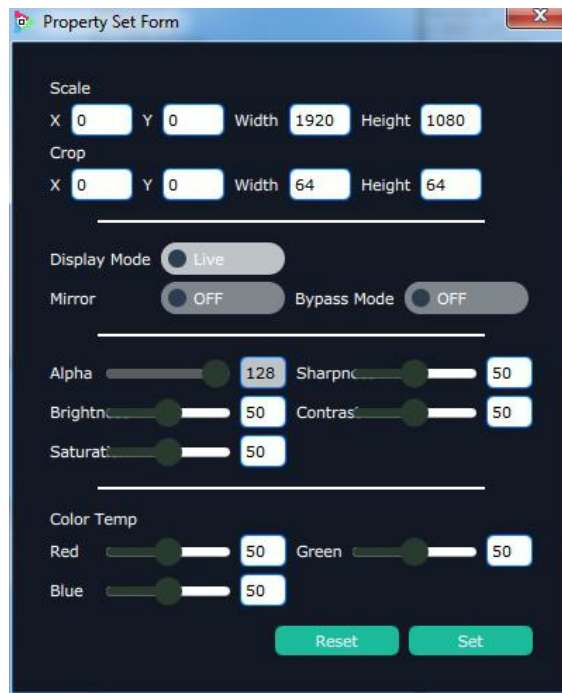 Property Set Form
Scale
X 0 Y 0 Width 1920 Height 1080
Crop
X 0 Y 0 Width 64 Height 64
Display Mode Live
Mirror OFF Bypass Mode OFF
Alpha 128 50
50 50
50
Color Temp
Red 50 Green 50
Blue 50
Reset Set